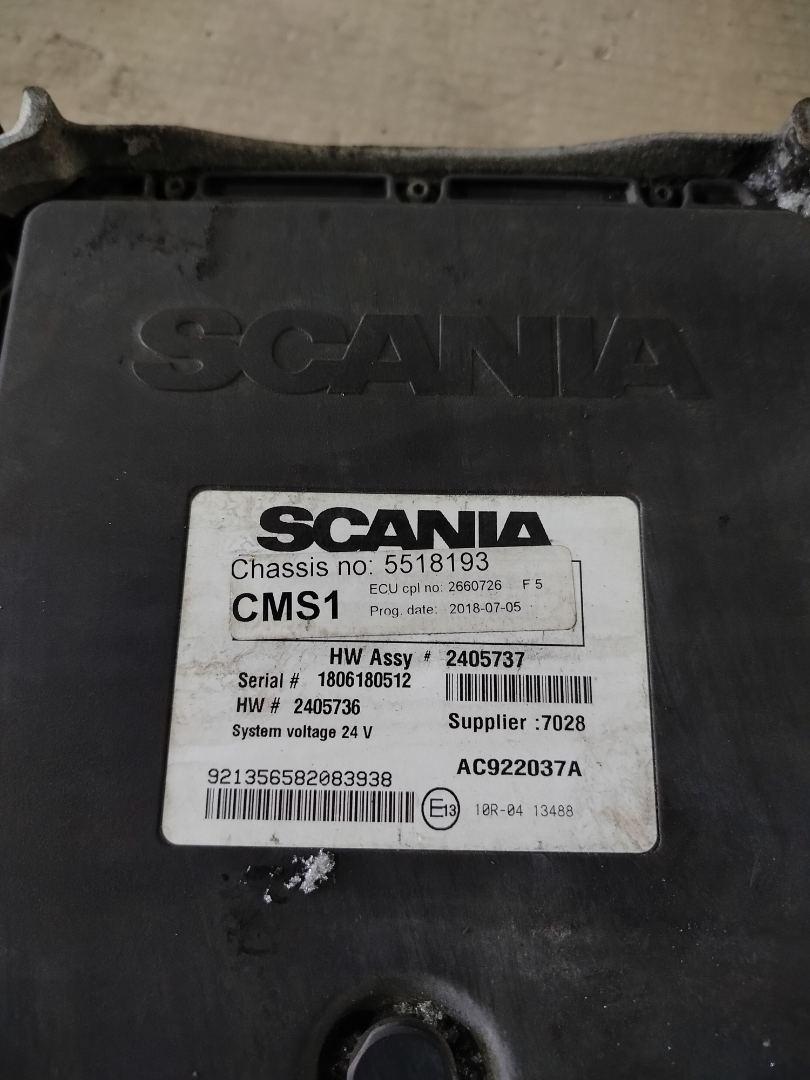 SCANIA
SCANIA
Chassis no: 5518193
ECU cpl no: 2660726 F 5
CMS1
Prog. date: 2018-07-05
HW Assy # 2405737
Serial # 1806180512
HW # 2405736
Supplier :7028
System voltage 24 V
AC922037A
921356582083938
E13 10R-04 13488